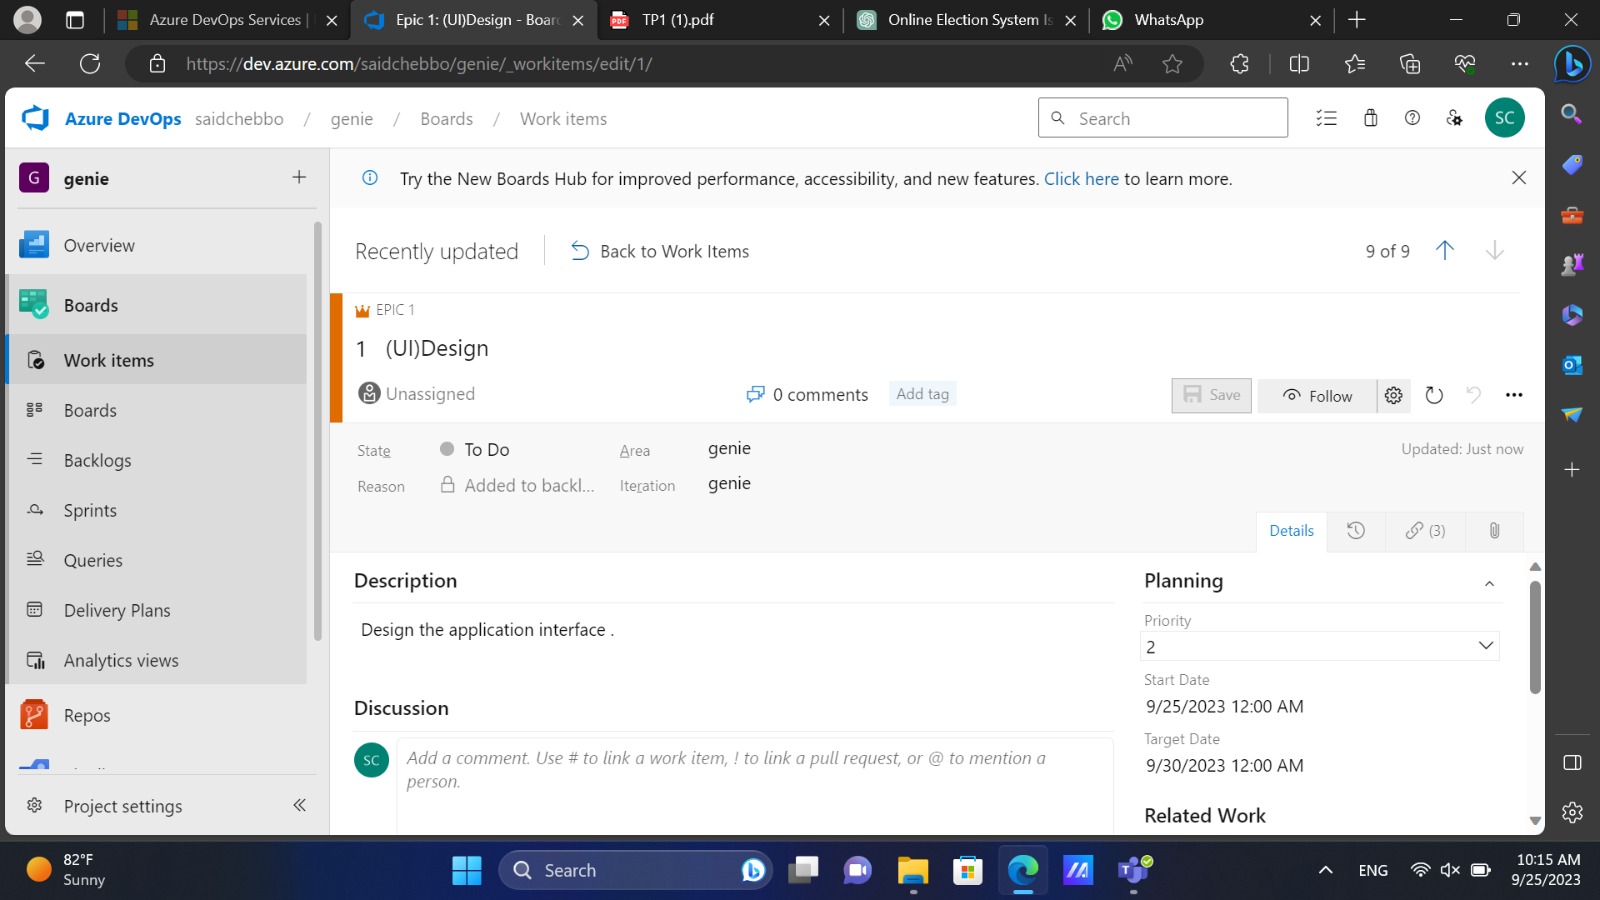 Azure DevOps Services |
Epic 1: (UI)Design - Boar
TP1 (1).pdf
Online Election System Is
WhatsApp
https://dev.azure.com/saidchebbo/genie/_workitems/edit/1/
Azure DevOps saidchebbo / genie / Boards / Work items
Search
SC
G genie
Try the New Boards Hub for improved performance, accessibility, and new features. Click here to learn more.
Overview
Boards
Work items
Boards
Backlogs
Sprints
Queries
Delivery Plans
Analytics views
Repos
Project settings
Recently updated
Back to Work Items
9 of 9
EPIC 1
1 (UI)Design
Unassigned
0 comments
Add tag
Save
Follow
State To Do
Area genie
Updated: Just now
Reason Added to backl...
Iteration genie
Details
(3)
Description
Design the application interface .
Discussion
SC
Add a comment. Use # to link a work item, ! to link a pull request, or @ to mention a
person.
Planning
Priority
2
Start Date
9/25/2023 12:00 AM
Target Date
9/30/2023 12:00 AM
Related Work
82°F
Sunny
Search
ENG
10:15 AM
9/25/2023